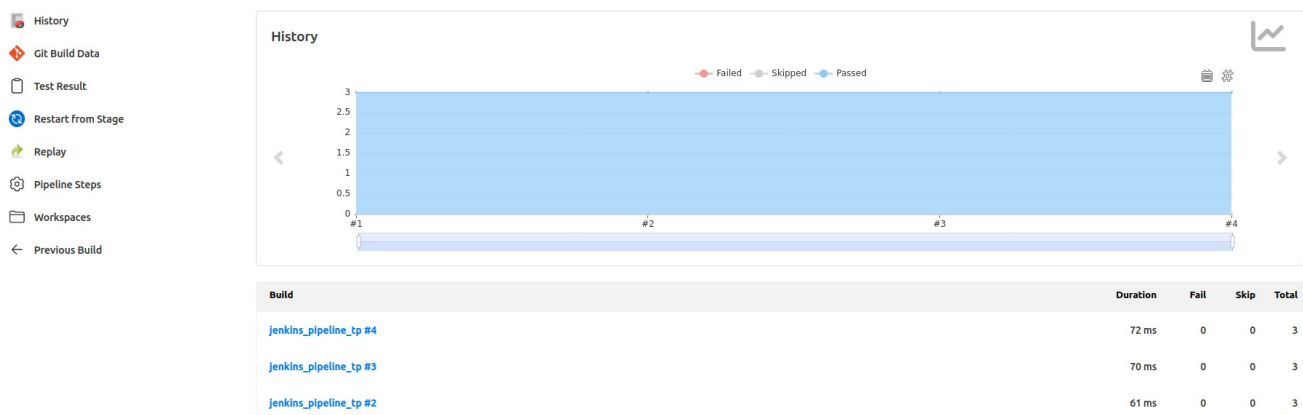 History
Git Build Data
Test Result
Restart from Stage
Replay
Pipeline Steps
Workspaces
Previous Build
History
Failed Skipped Passed
3
2.5
2
1.5
1
0.5
0
#1 #2 #3 #4
Build Duration Fail Skip Total
jenkins_pipeline_tp #4 72 ms 0 0 3
jenkins_pipeline_tp #3 70 ms 0 0 3
jenkins_pipeline_tp #2 61 ms 0 0 3